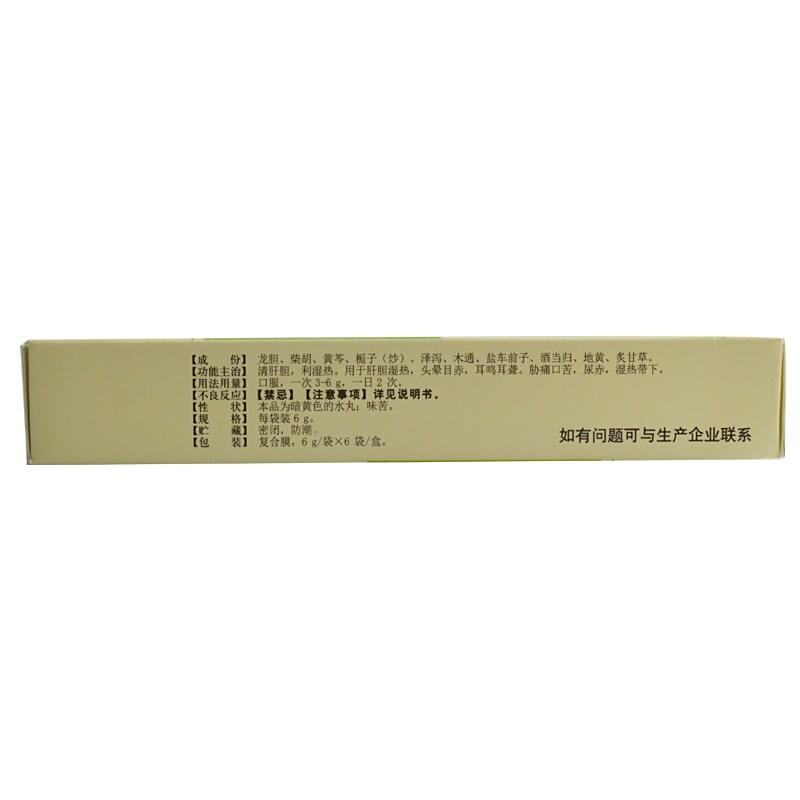 【成 份】 龙胆、柴胡、黄芩、栀子（炒）、泽泻、木通、盐车前子、酒当归、地黄、炙甘草。
【功能主治】 清肝胆，利湿热。用于肝胆湿热，头晕目赤，耳鸣耳聋。胁痛口苦，尿赤，湿热带下。
【用法用量】 口服，一次3-6 g，一日2次。
【不良反应】【禁忌】【注意事项】详见说明书。
【性 状】 本品为暗黄色的水丸；味苦。
【规 格】 每袋装6 g。
【贮 藏】 密闭，防潮。
【包 装】 复合膜，6 g/袋×6袋/盒。
如有问题可与生产企业联系